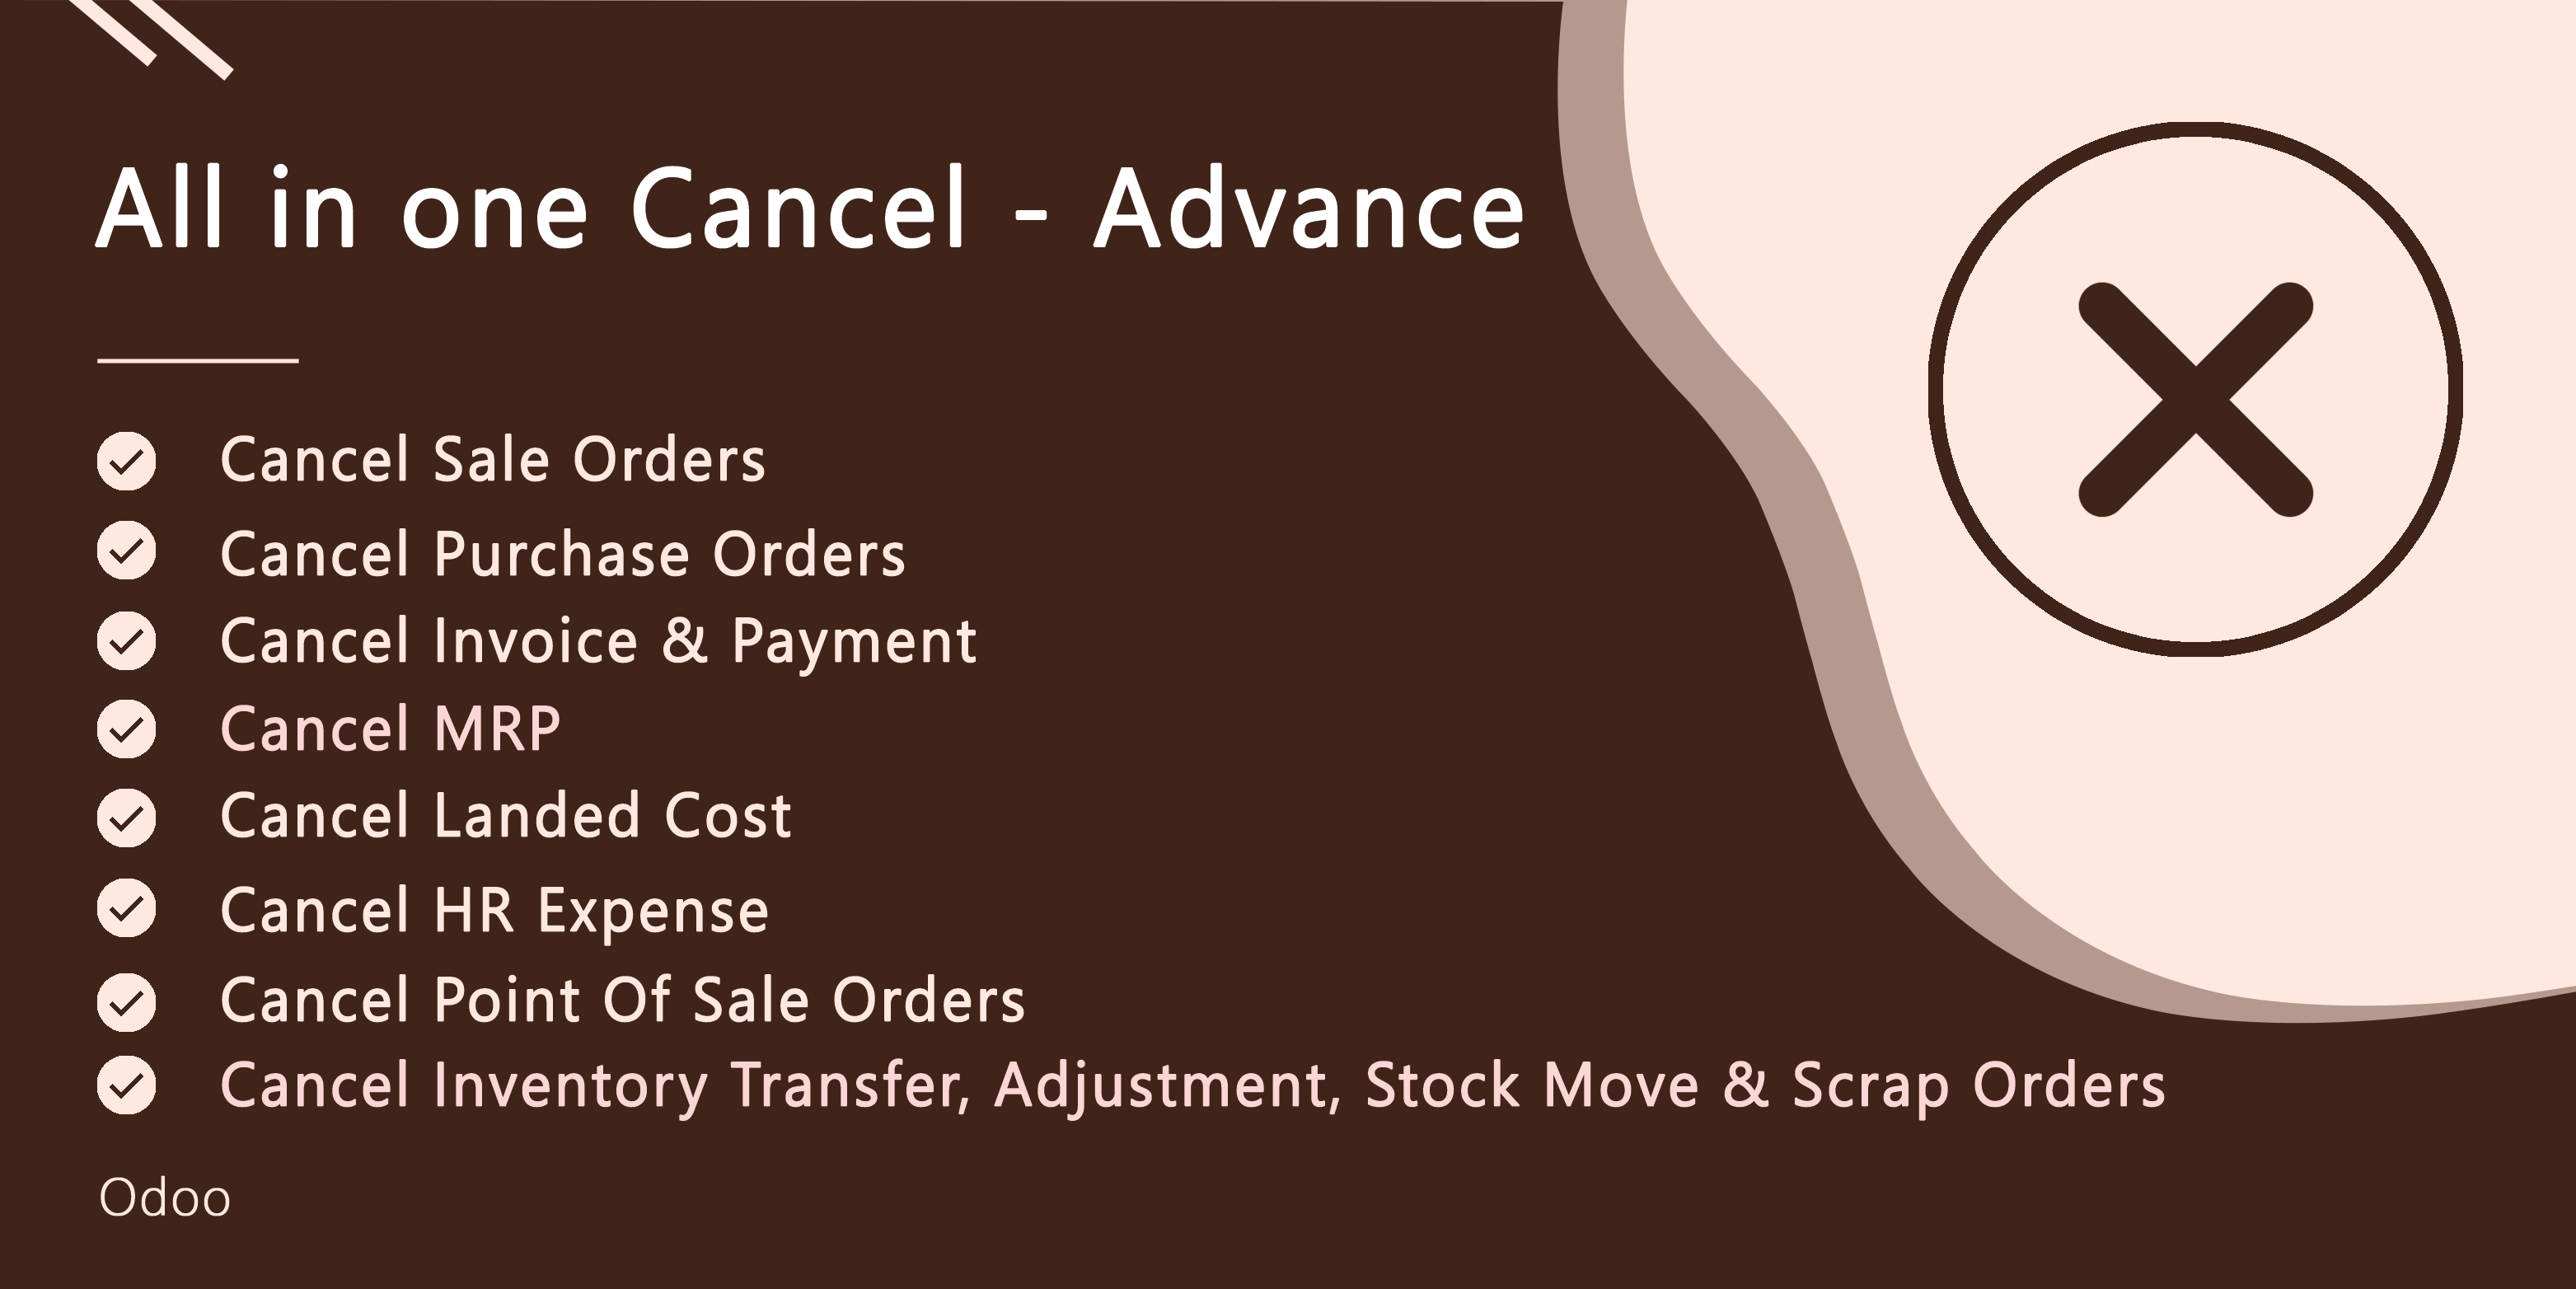 All in one Cancel - Advance
Cancel Sale Orders
Cancel Purchase Orders
Cancel Invoice & Payment
Cancel MRP
Cancel Landed Cost
Cancel HR Expense
Cancel Point Of Sale Orders
Cancel Inventory Transfer, Adjustment, Stock Move & Scrap Orders
Odoo